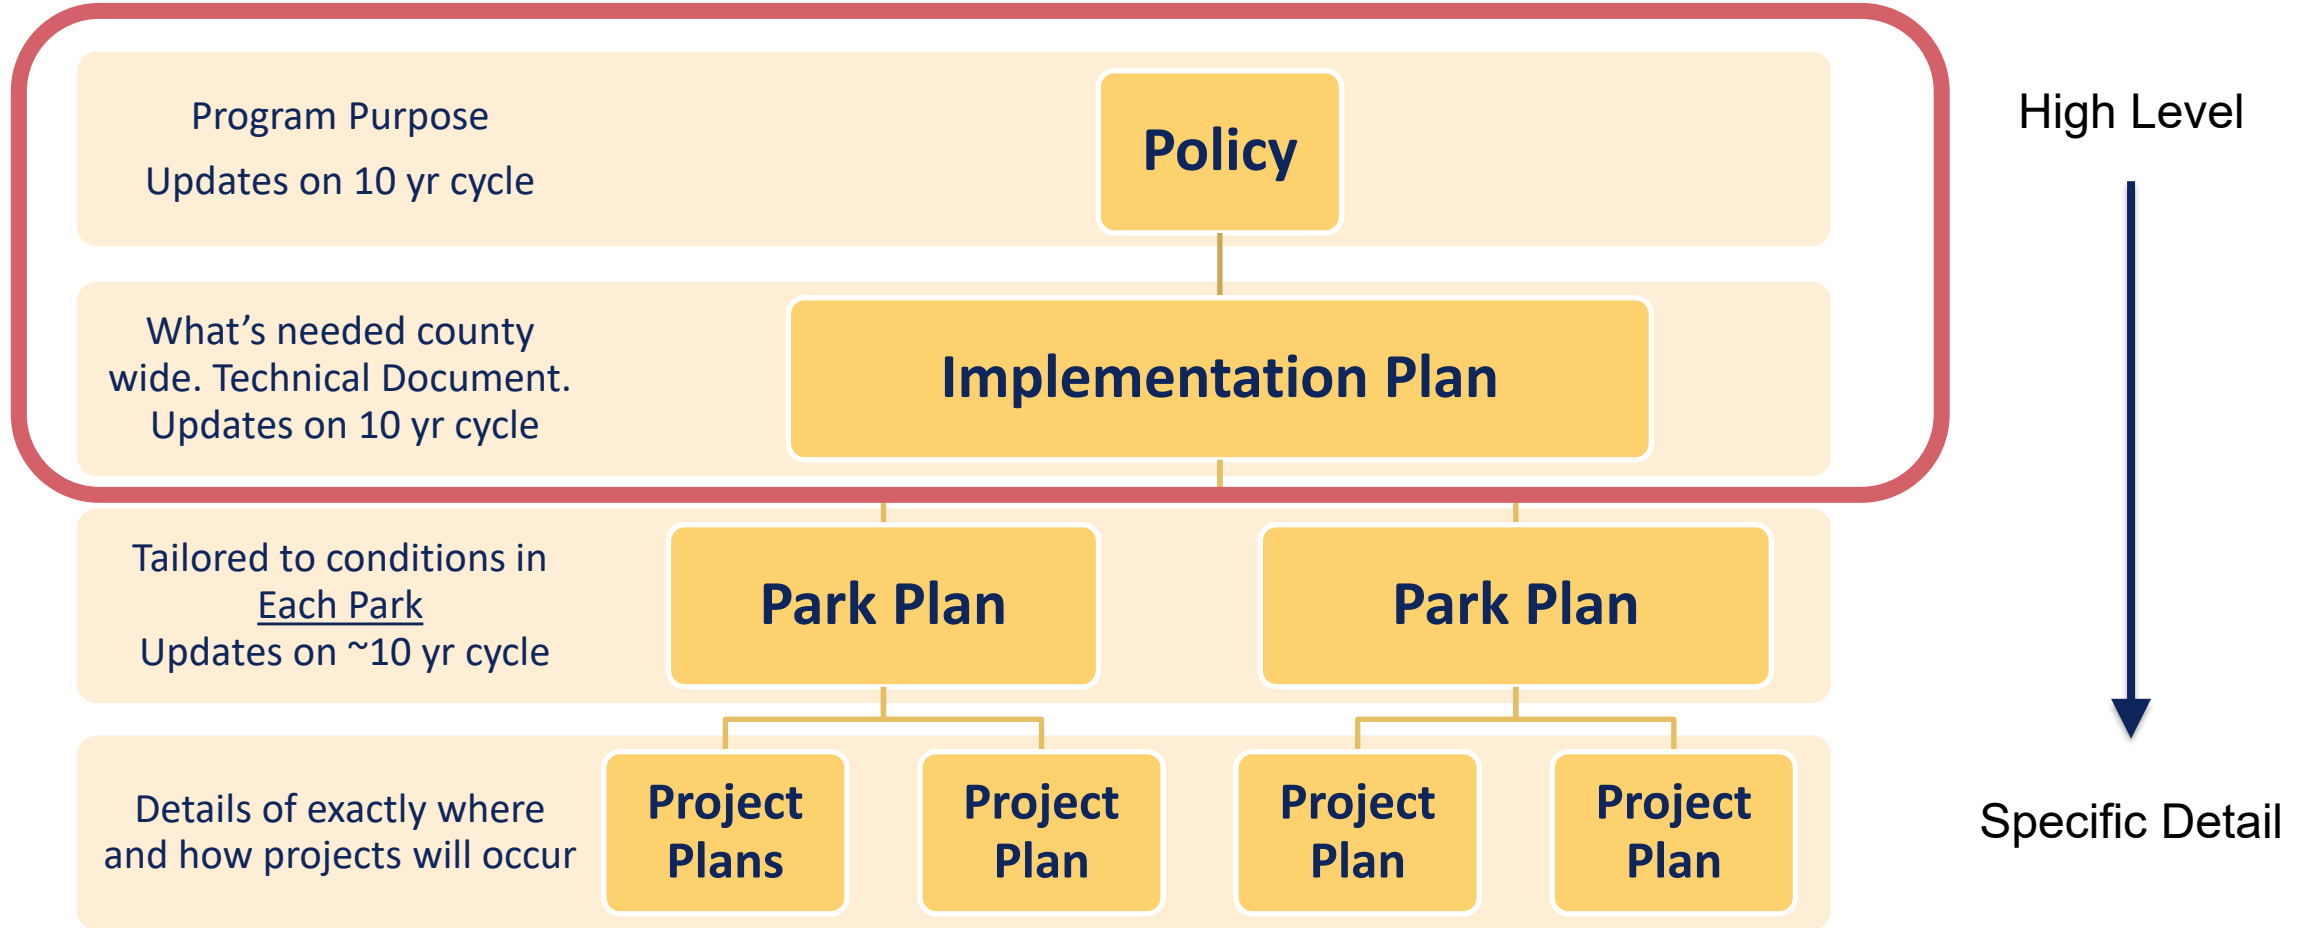 Program Purpose
Updates on 10 yr cycle
Policy
High Level
What’s needed county
wide. Technical Document.
Updates on 10 yr cycle
Implementation Plan
Tailored to conditions in
Each Park
Updates on ~10 yr cycle
Park Plan
Park Plan
Details of exactly where
and how projects will occur
Project
Plans
Project
Plan
Project
Plan
Project
Plan
Specific Detail